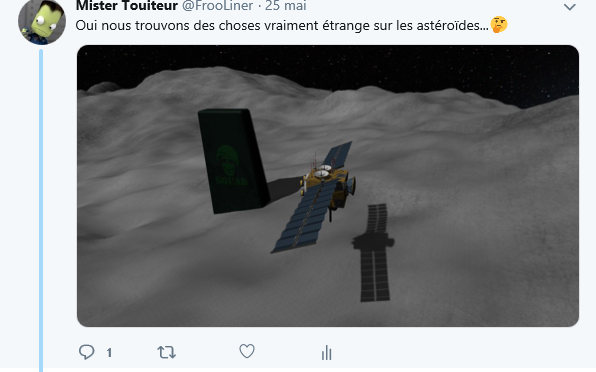 Mister Touiteur @FrooLiner · 25 mai
Oui nous trouvons des choses vraiment étrange sur les astéroïdes...🤔
1